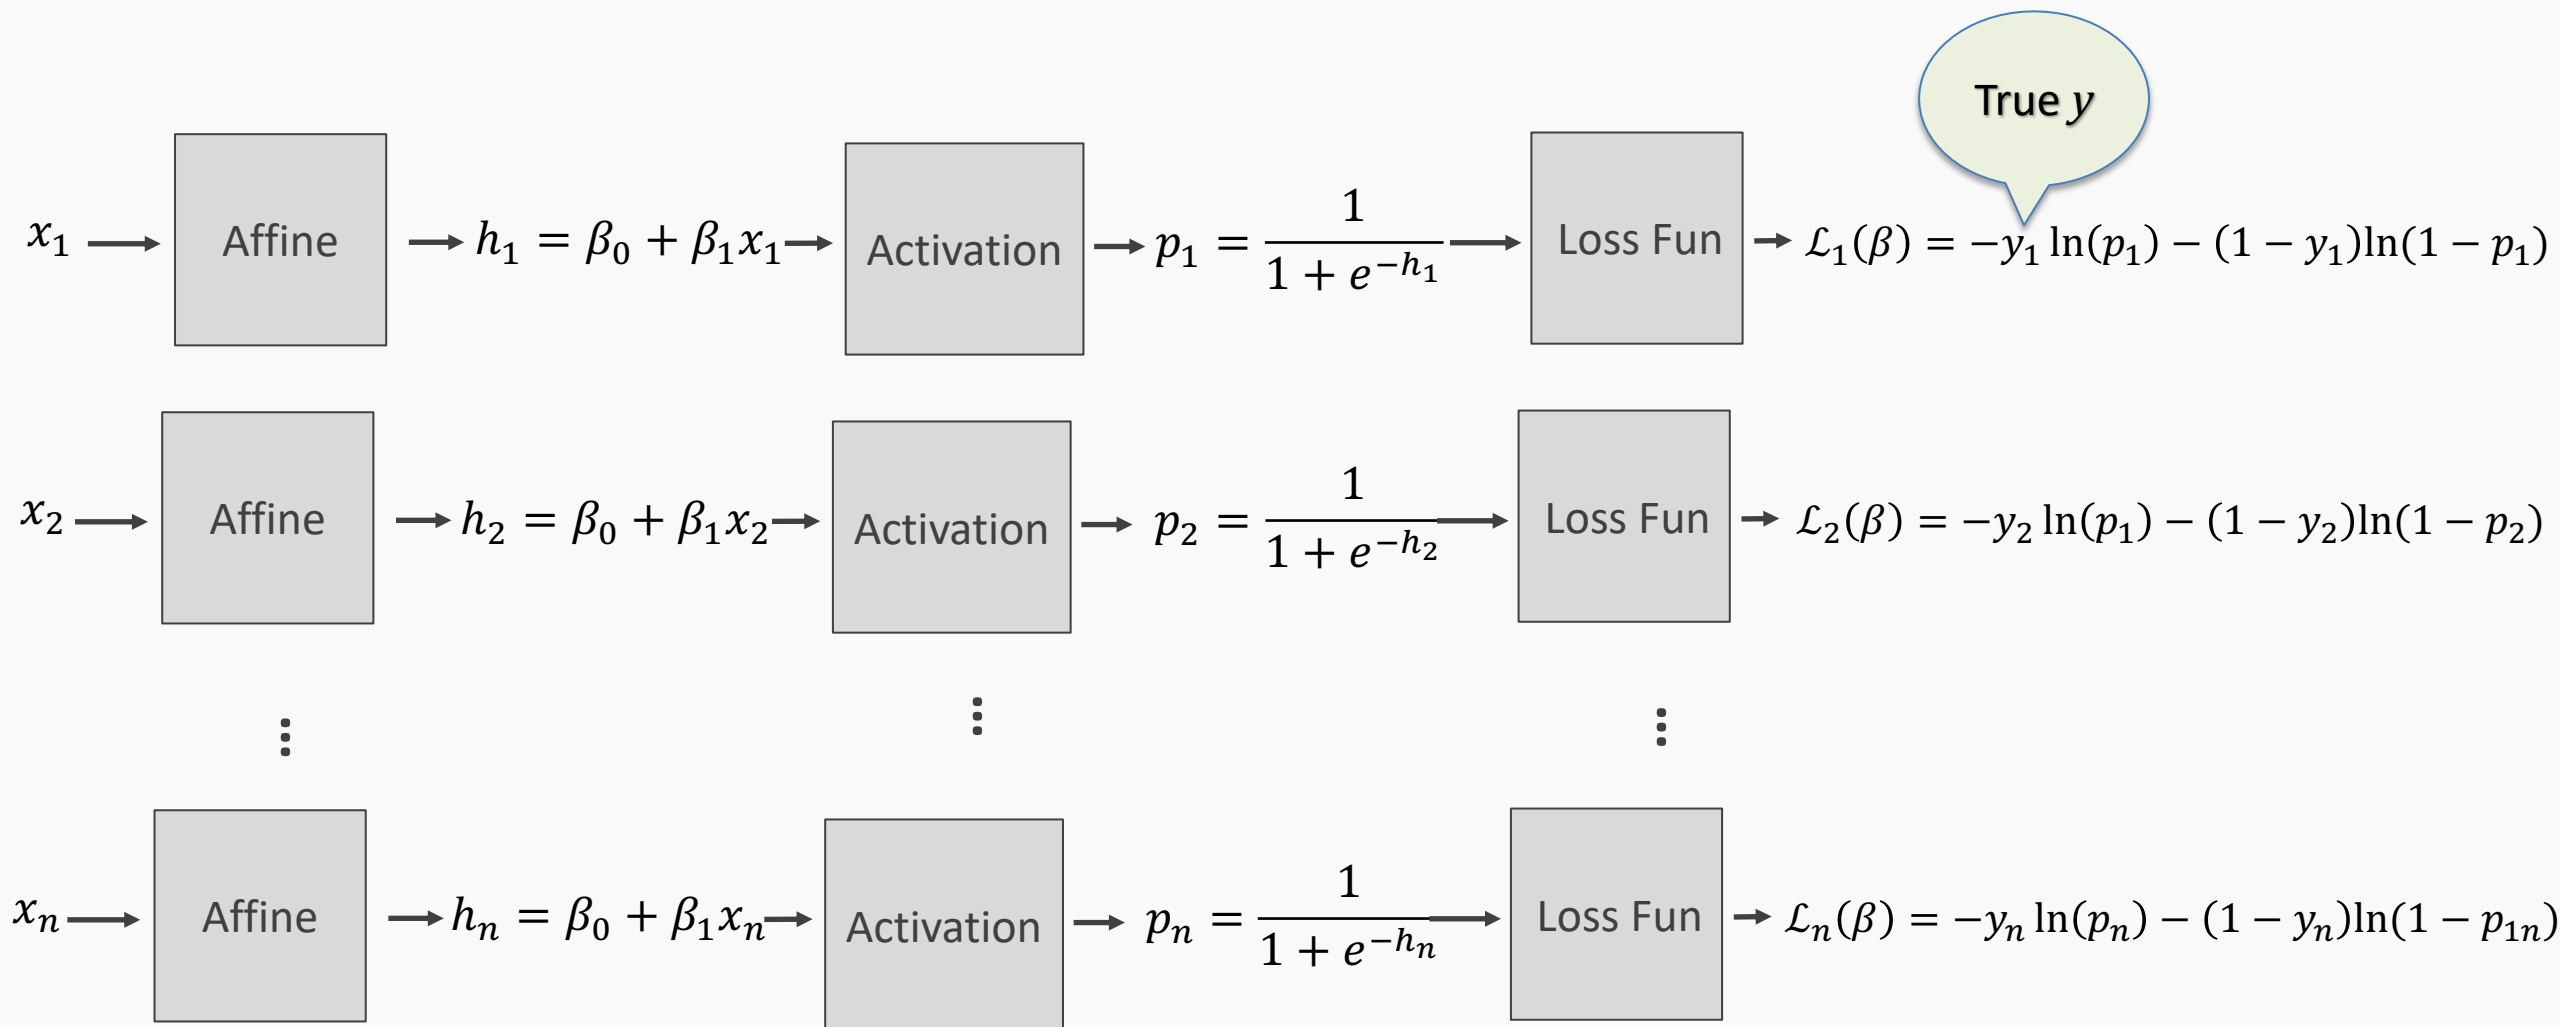 True y
x₁ → Affine → h₁ = β₀ + β₁x₁ → Activation → p₁ = 1 / (1 + e^(−h₁)) → Loss Fun → ℒ₁(β) = −y₁ ln(p₁) − (1 − y₁)ln(1 − p₁)
x₂ → Affine → h₂ = β₀ + β₁x₂ → Activation → p₂ = 1 / (1 + e^(−h₂)) → Loss Fun → ℒ₂(β) = −y₂ ln(p₁) − (1 − y₂)ln(1 − p₂)
⋮ ⋮ ⋮
xₙ → Affine → hₙ = β₀ + β₁xₙ → Activation → pₙ = 1 / (1 + e^(−hₙ)) → Loss Fun → ℒₙ(β) = −yₙ ln(pₙ) − (1 − yₙ)ln(1 − p₁ₙ)